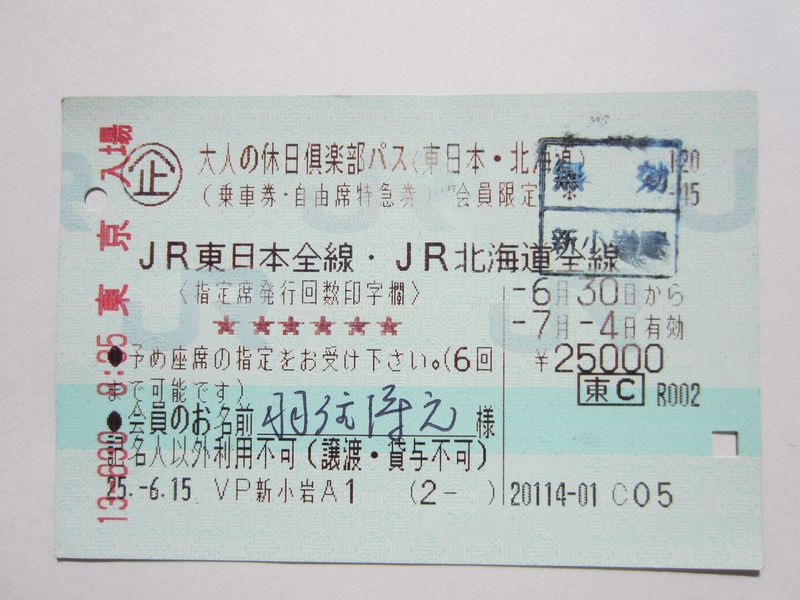 大人の休日倶楽部パス(東日本・北海道) 120
(乗車券・自由席特急券) 会員限定 -45
無効
新小岩駅
JR東日本全線・JR北海道全線
〈指定席発行回数印字欄〉
★★★★★★
-6月30日から
-7月-4日有効
●予め座席の指定をお受け下さい。(6回
まで可能です)
¥25000
東C R002
●会員のお名前 様
お名人以外利用不可(譲渡・貸与不可)
25.-6.15 VP新小岩A1 (2- ) 20114-01 C05
東京 入場